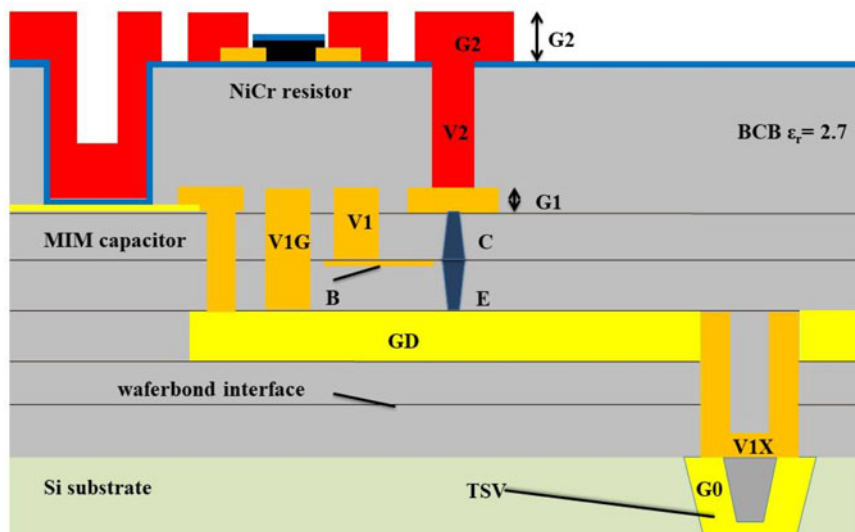 G2
G2
NiCr resistor
V2
BCB εr= 2.7
G1
V1
MIM capacitor
V1G
C
B
E
GD
waferbond interface
V1X
Si substrate
TSV
G0